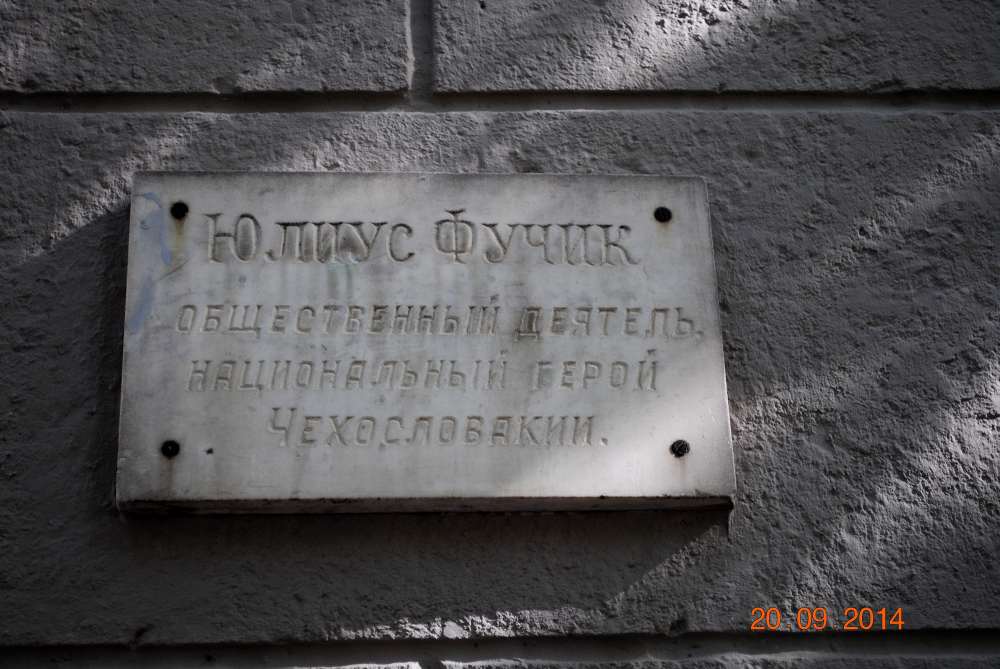 Юлиус Фучик
общественный деятель,
национальный герой
Чехословакии.
20 09 2014